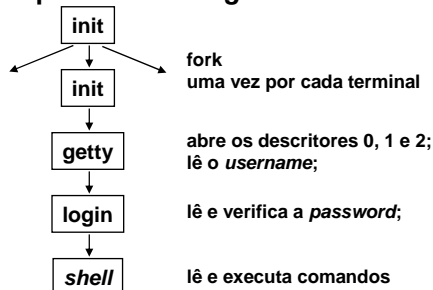 init
fork
uma vez por cada terminal
init
getty
abre os descritores 0, 1 e 2;
lê o username;
login
lê e verifica a password;
shell
lê e executa comandos